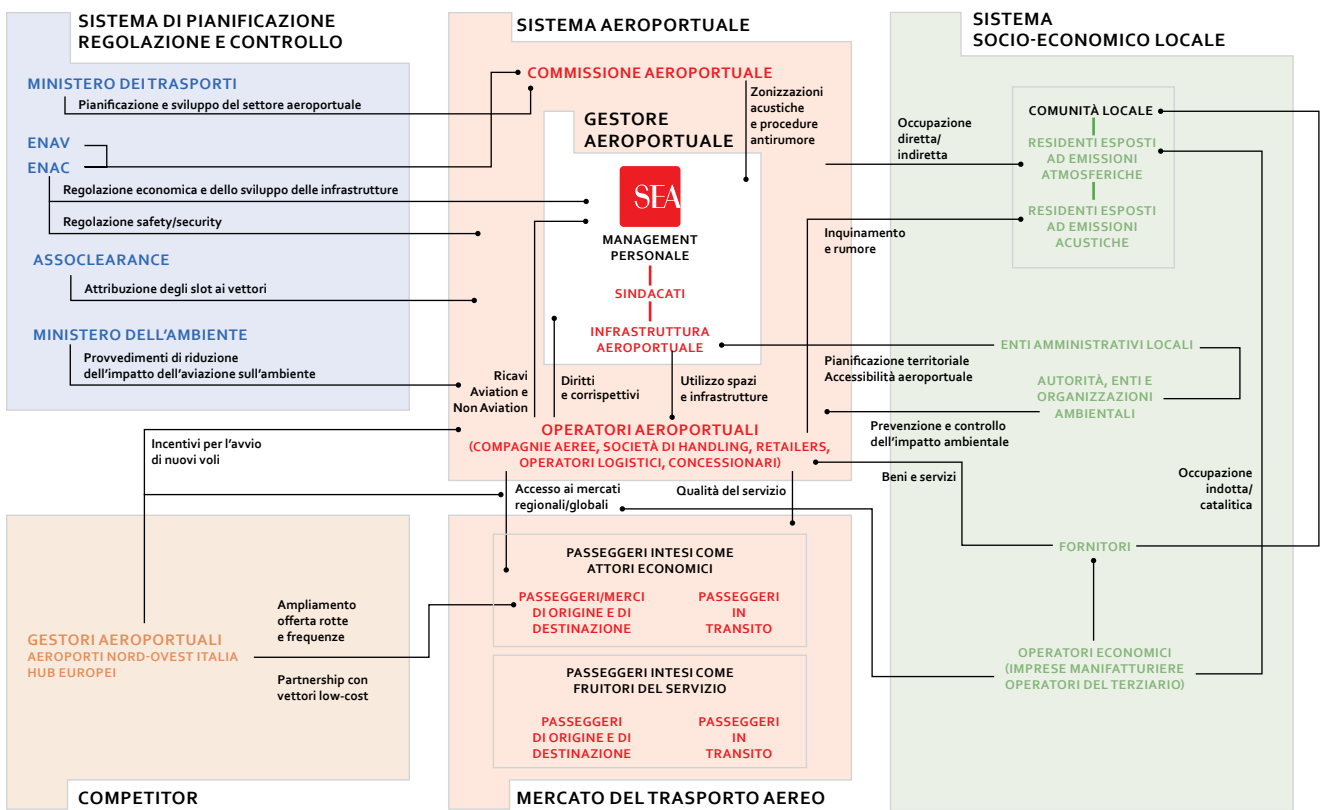 SISTEMA DI PIANIFICAZIONE
REGOLAZIONE E CONTROLLO
MINISTERO DEI TRASPORTI
Pianificazione e sviluppo del settore aeroportuale
ENAV
ENAC
Regolazione economica e dello sviluppo delle infrastrutture
Regolazione safety/security
ASSOCLEARANCE
Attribuzione degli slot ai vettori
MINISTERO DELL'AMBIENTE
Provvedimenti di riduzione
dell'impatto dell'aviazione sull'ambiente
SISTEMA AEROPORTUALE
COMMISSIONE AEROPORTUALE
Zonizzazioni
acustiche
e procedure
antirumore
GESTORE
AEROPORTUALE
SEA
MANAGEMENT
PERSONALE
SINDACATI
INFRASTRUTTURA
AEROPORTUALE
Ricavi
Aviation e
Non Aviation
Diritti
e corrispettivi
Utilizzo spazi
e infrastrutture
OPERATORI AEROPORTUALI
(COMPAGNIE AEREE, SOCIETÀ DI HANDLING, RETAILERS,
OPERATORI LOGISTICI, CONCESSIONARI)
SISTEMA
SOCIO-ECONOMICO LOCALE
Occupazione
diretta/
indiretta
COMUNITÀ LOCALE
RESIDENTI ESPOSTI
AD EMISSIONI
ATMOSFERICHE
RESIDENTI ESPOSTI
AD EMISSIONI
ACUSTICHE
Inquinamento
e rumore
ENTI AMMINISTRATIVI LOCALI
Pianificazione territoriale
Accessibilità aeroportuale
AUTORITÀ, ENTI E
ORGANIZZAZIONI
AMBIENTALI
Prevenzione e controllo
dell'impatto ambientale
Beni e servizi
Occupazione
indotta/
catalitica
FORNITORI
OPERATORI ECONOMICI
(IMPRESE MANIFATTURIERE
OPERATORI DEL TERZIARIO)
Incentivi per l'avvio
di nuovi voli
Accesso ai mercati
regionali/globali
Qualità del servizio
GESTORI AEROPORTUALI
AEROPORTI NORD-OVEST ITALIA
HUB EUROPEI
Ampliamento
offerta rotte
e frequenze
Partnership con
vettori low-cost
COMPETITOR
PASSEGGERI INTESI COME
ATTORI ECONOMICI
PASSEGGERI/MERCI
DI ORIGINE E DI
DESTINAZIONE
PASSEGGERI
IN
TRANSITO
PASSEGGERI INTESI COME
FRUITORI DEL SERVIZIO
PASSEGGERI
DI ORIGINE E DI
DESTINAZIONE
PASSEGGERI
IN
TRANSITO
MERCATO DEL TRASPORTO AEREO